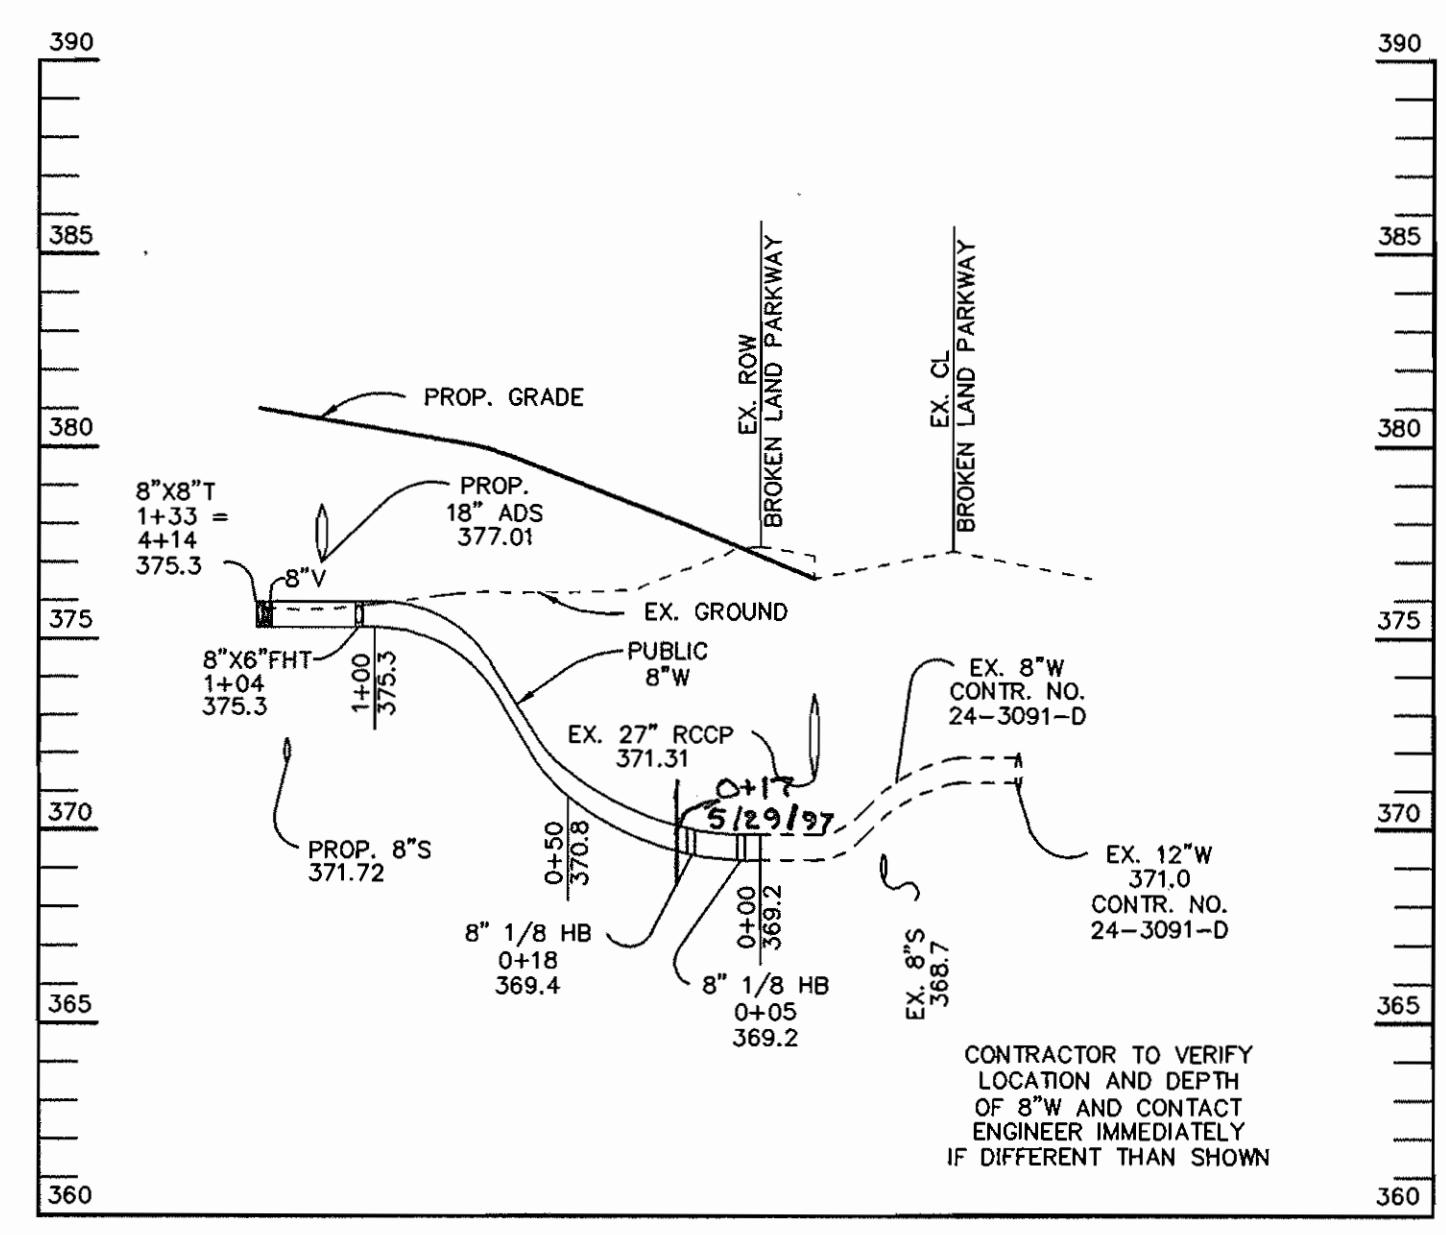 390
390
385
385
EX. ROW
BROKEN LAND PARKWAY
EX. CL
BROKEN LAND PARKWAY
PROP. GRADE
380
380
8"X8"T
1+33 =
4+14
375.3
PROP.
18" ADS
377.01
8"V
375
375
EX. GROUND
8"X6"FHT
1+04
375.3
1+00
375.3
PUBLIC
8"W
EX. 8"W
CONTR. NO.
24-3091-D
EX. 27" RCCP
371.31
0+17
5/29/97
370
370
PROP. 8"S
371.72
0+50
370.8
0+00
369.2
EX. 12"W
371.0
CONTR. NO.
24-3091-D
8" 1/8 HB
0+18
369.4
8" 1/8 HB
0+05
369.2
EX. 8"S
368.7
365
365
CONTRACTOR TO VERIFY
LOCATION AND DEPTH
OF 8"W AND CONTACT
ENGINEER IMMEDIATELY
IF DIFFERENT THAN SHOWN
360
360